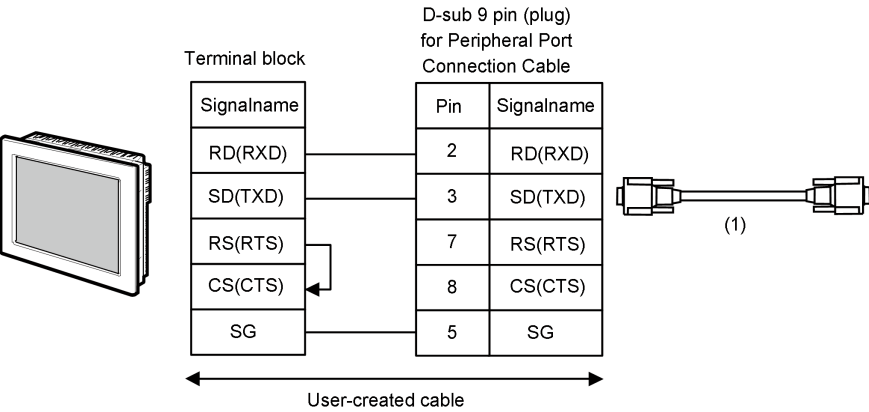 D-sub 9 pin (plug)
for Peripheral Port
Connection Cable
Terminal block
Signalname
Pin
Signalname
RD(RXD)
2
RD(RXD)
SD(TXD)
3
SD(TXD)
(1)
RS(RTS)
7
RS(RTS)
CS(CTS)
8
CS(CTS)
SG
5
SG
User-created cable